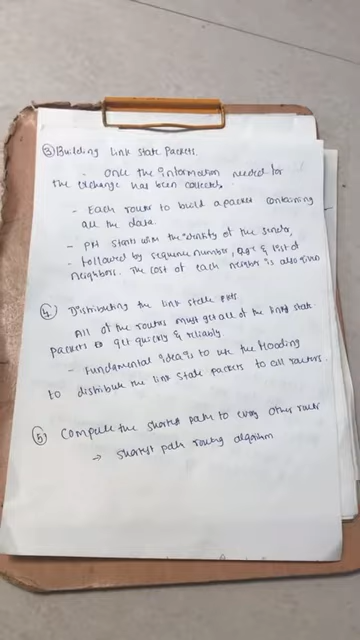 ③ Building Link State Packets.
- Once the information needed for
the exchange has been collected,
- Each router to build a packet containing
all the data.
- Pkt starts with the identity of the sender,
- followed by sequence number, age & list of
neighbors. The cost of each neighbor is also given
④ Distributing the link state pkts
All of the routers must get all of the link state
packets to get quickly & reliably.
- Fundamental idea is to use the flooding
to distribute the link state packets to all routers.
⑤ Compute the shortest path to every other router
→ shortest path routing algorithm